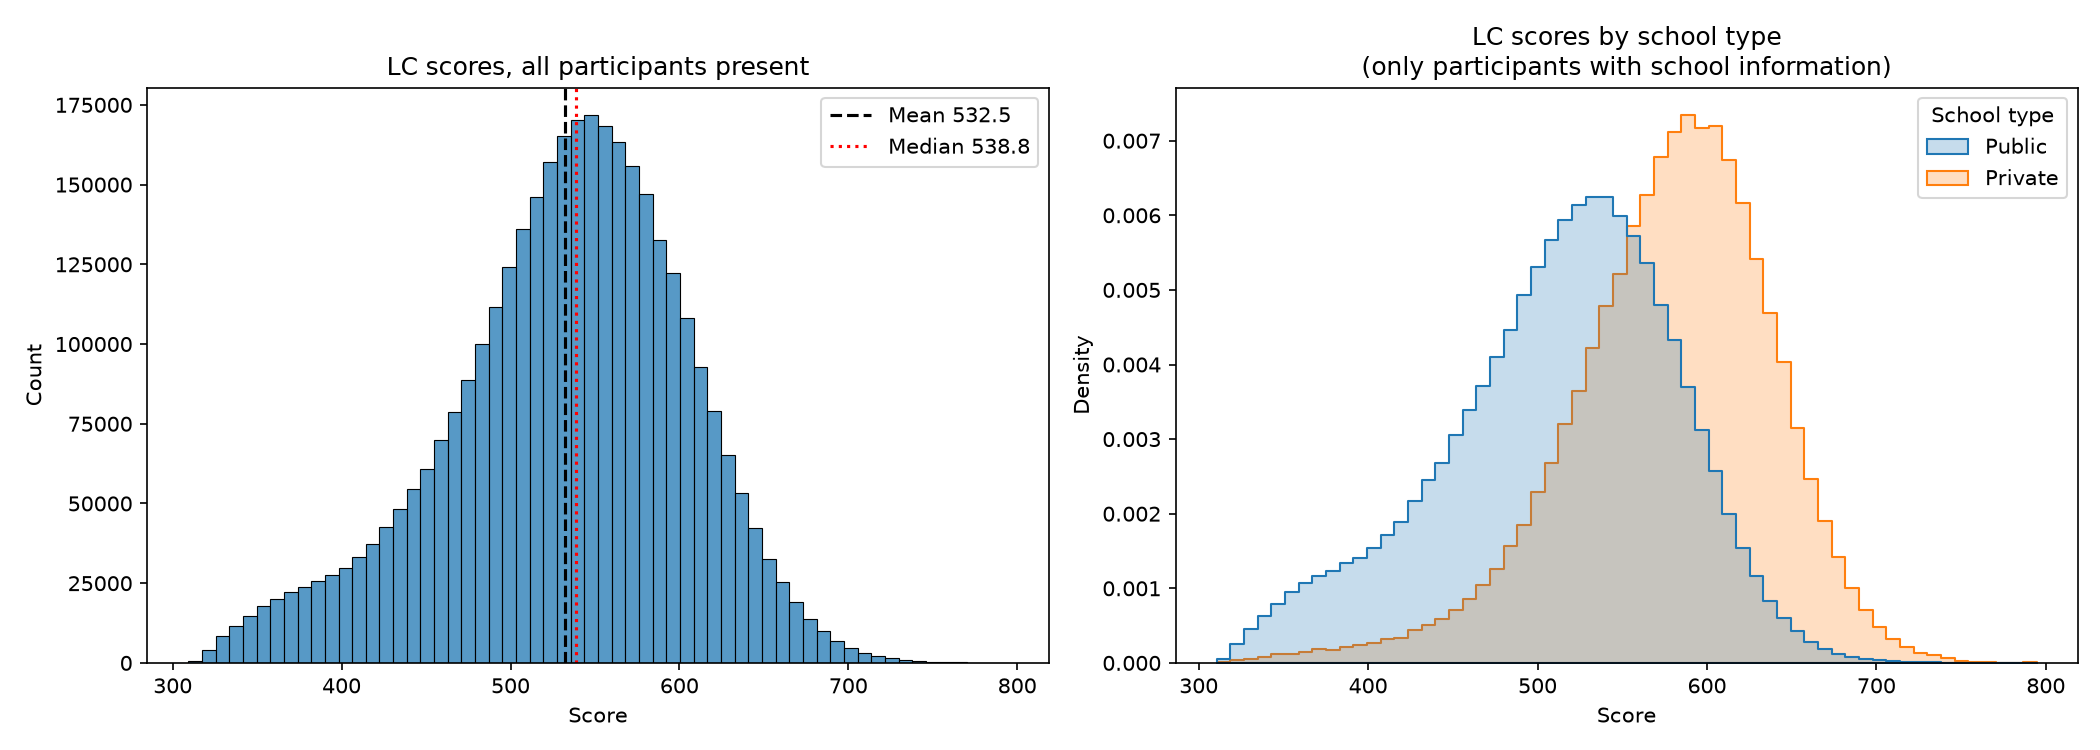 LC scores, all participants present
Mean 532.5
Median 538.8
175000
150000
125000
100000
75000
50000
25000
0
Count
300 400 500 600 700 800
Score
LC scores by school type
(only participants with school information)
School type
Public
Private
0.007
0.006
0.005
0.004
0.003
0.002
0.001
0.000
Density
300 400 500 600 700 800
Score